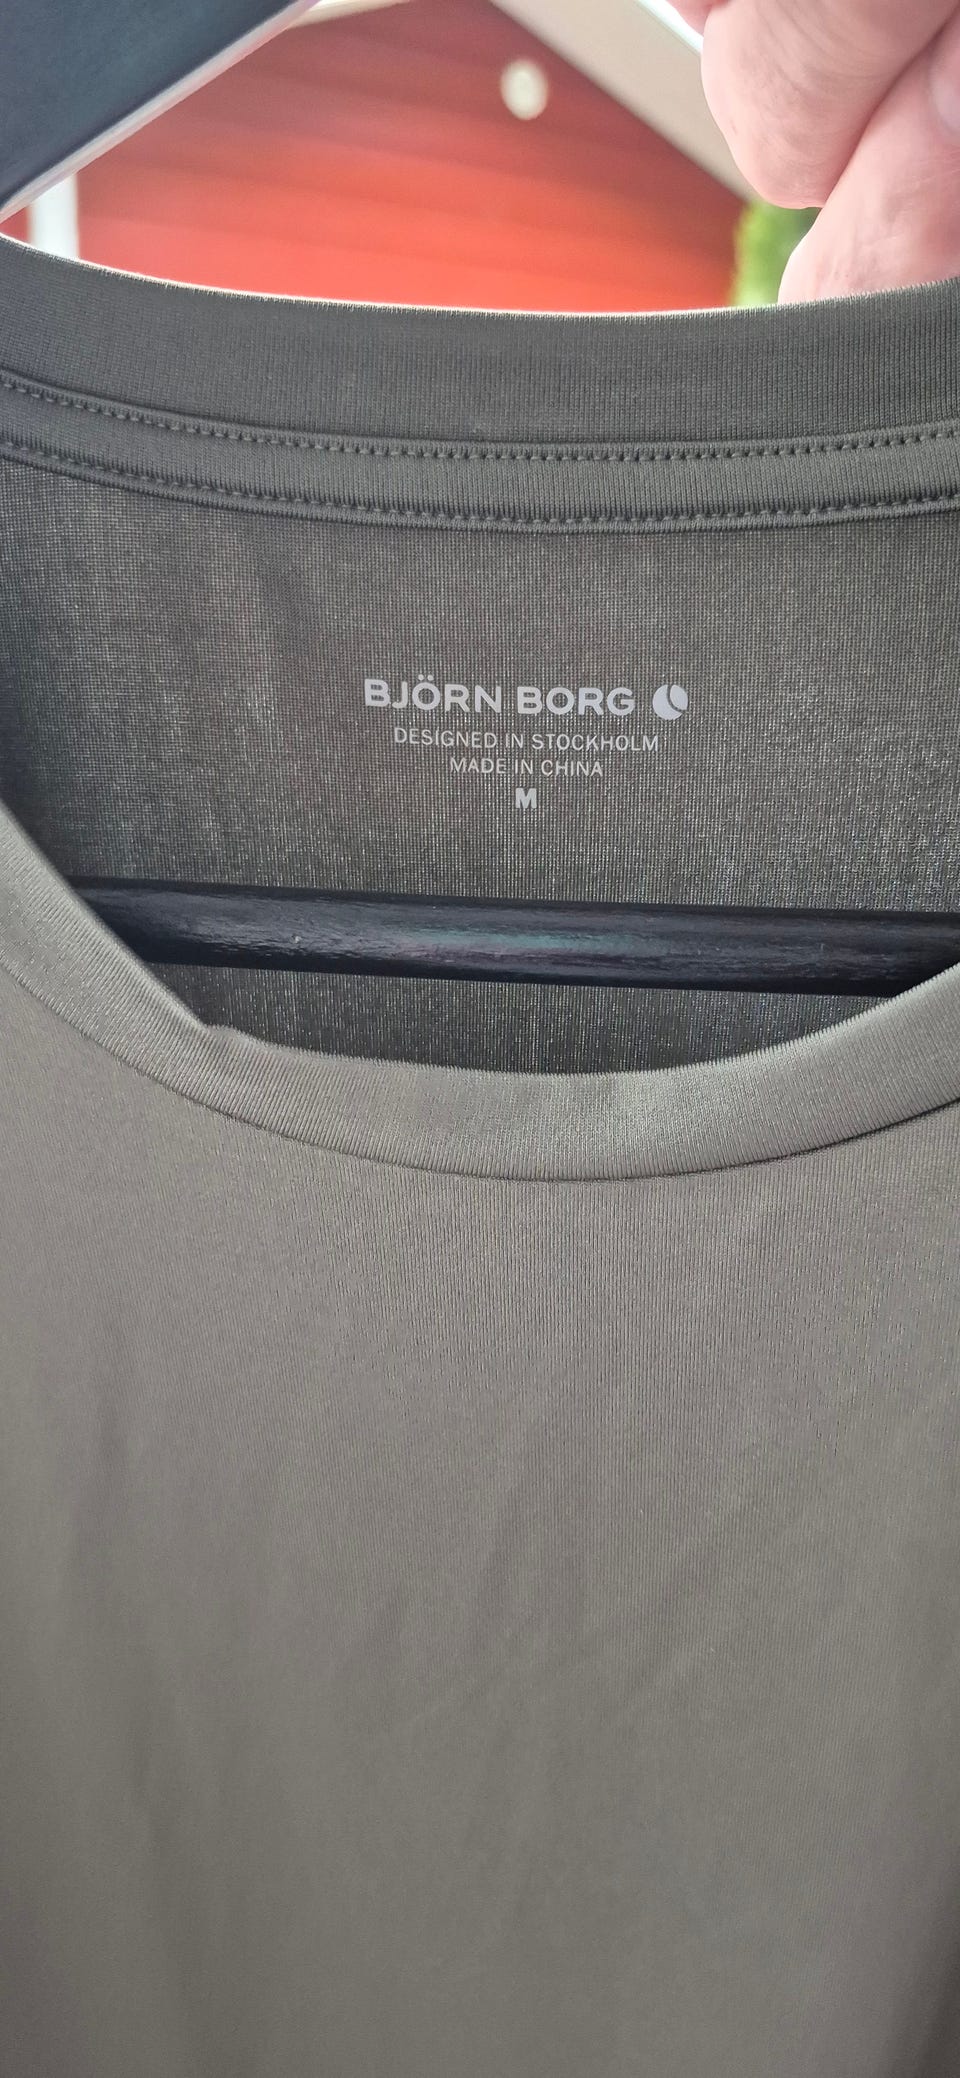 BJÖRN BORG
DESIGNED IN STOCKHOLM
MADE IN CHINA
M